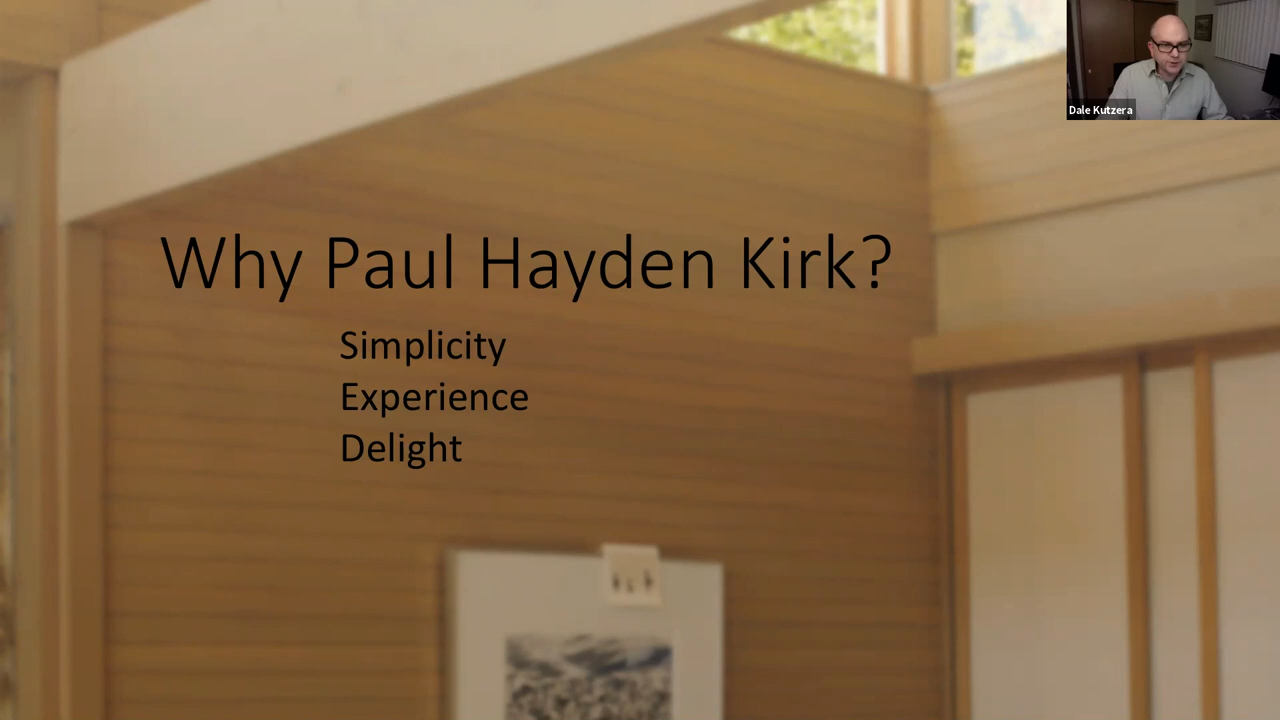 Dale Kutzera
Why Paul Hayden Kirk?
Simplicity
Experience
Delight